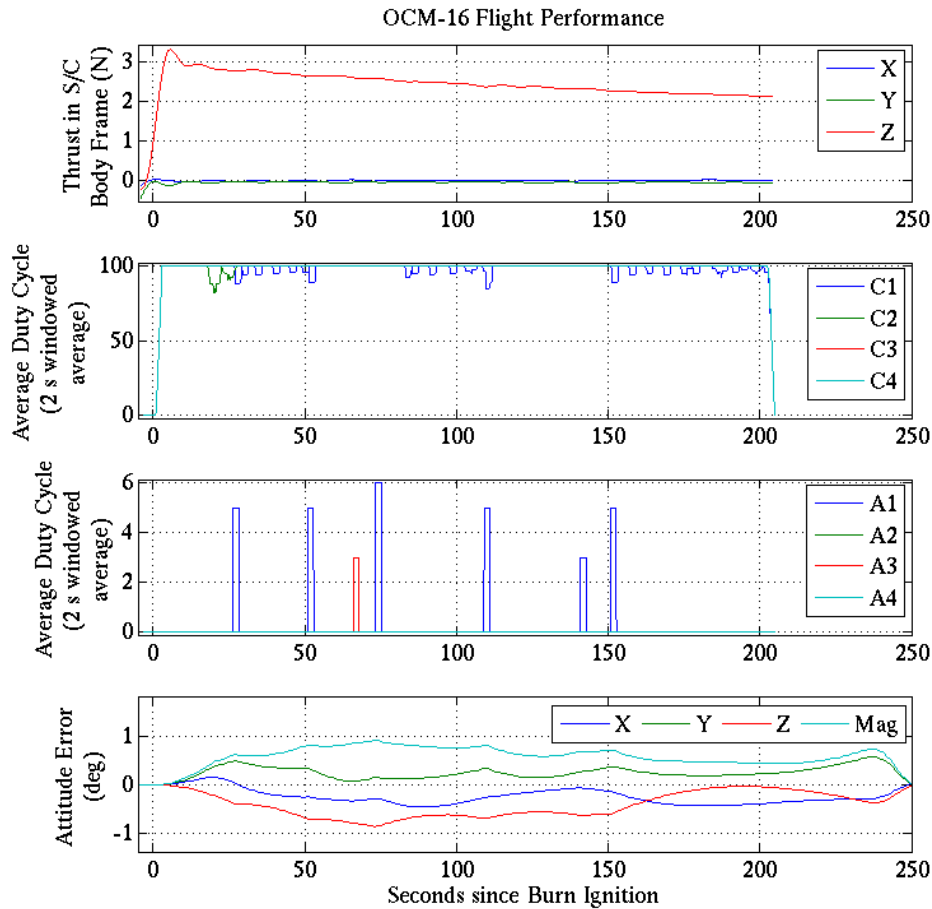 OCM-16 Flight Performance
Thrust in S/C
Body Frame (N)
3
2
1
0
X
Y
Z
0
50
100
150
200
250
Average Duty Cycle
(2 s windowed
average)
100
50
0
C1
C2
C3
C4
0
50
100
150
200
250
Average Duty Cycle
(2 s windowed
average)
6
4
2
0
A1
A2
A3
A4
0
50
100
150
200
250
Attitude Error
(deg)
1
0
-1
X Y Z Mag
0
50
100
150
200
250
Seconds since Burn Ignition